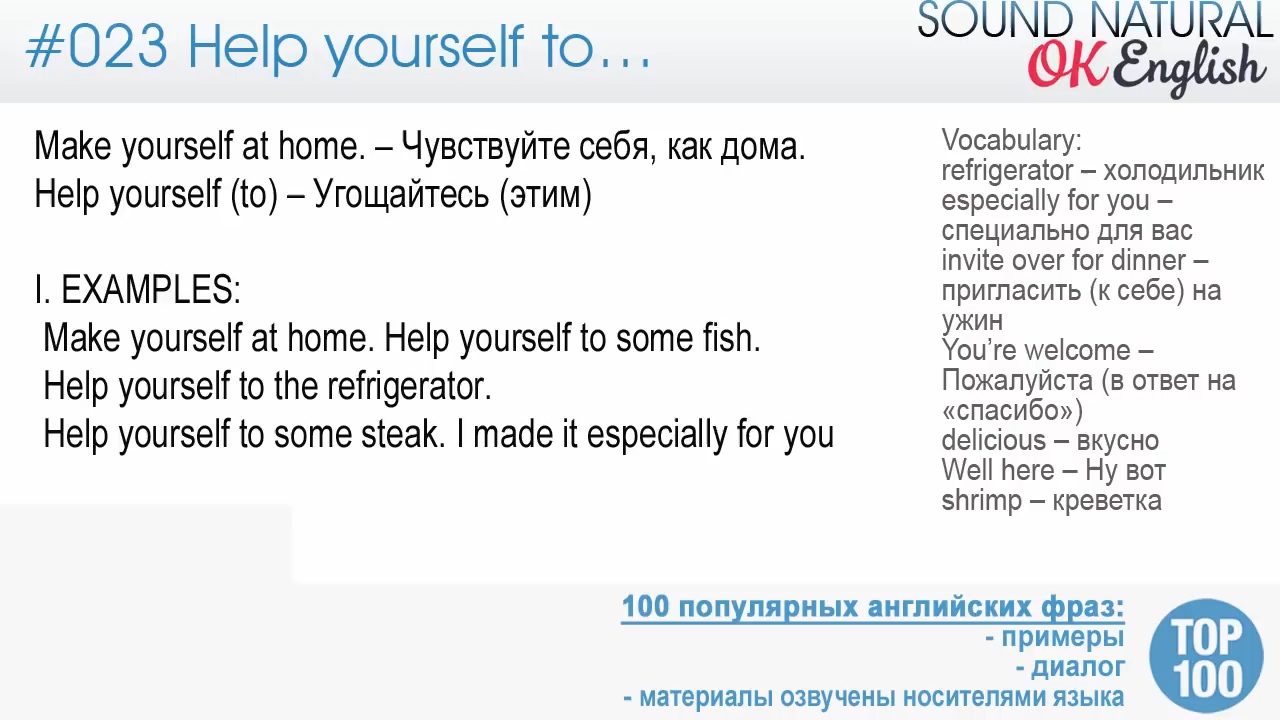 #023 Help yourself to...
SOUND NATURAL
OK English
Make yourself at home. – Чувствуйте себя, как дома.
Help yourself (to) – Угощайтесь (этим)
I. EXAMPLES:
Make yourself at home. Help yourself to some fish.
Help yourself to the refrigerator.
Help yourself to some steak. I made it especially for you
Vocabulary:
refrigerator – холодильник
especially for you –
специально для вас
invite over for dinner –
пригласить (к себе) на
ужин
You’re welcome –
Пожалуйста (в ответ на
«спасибо»)
delicious – вкусно
Well here – Ну вот
shrimp – креветка
100 популярных английских фраз:
- примеры
- диалог
- материалы озвучены носителями языка
TOP
100